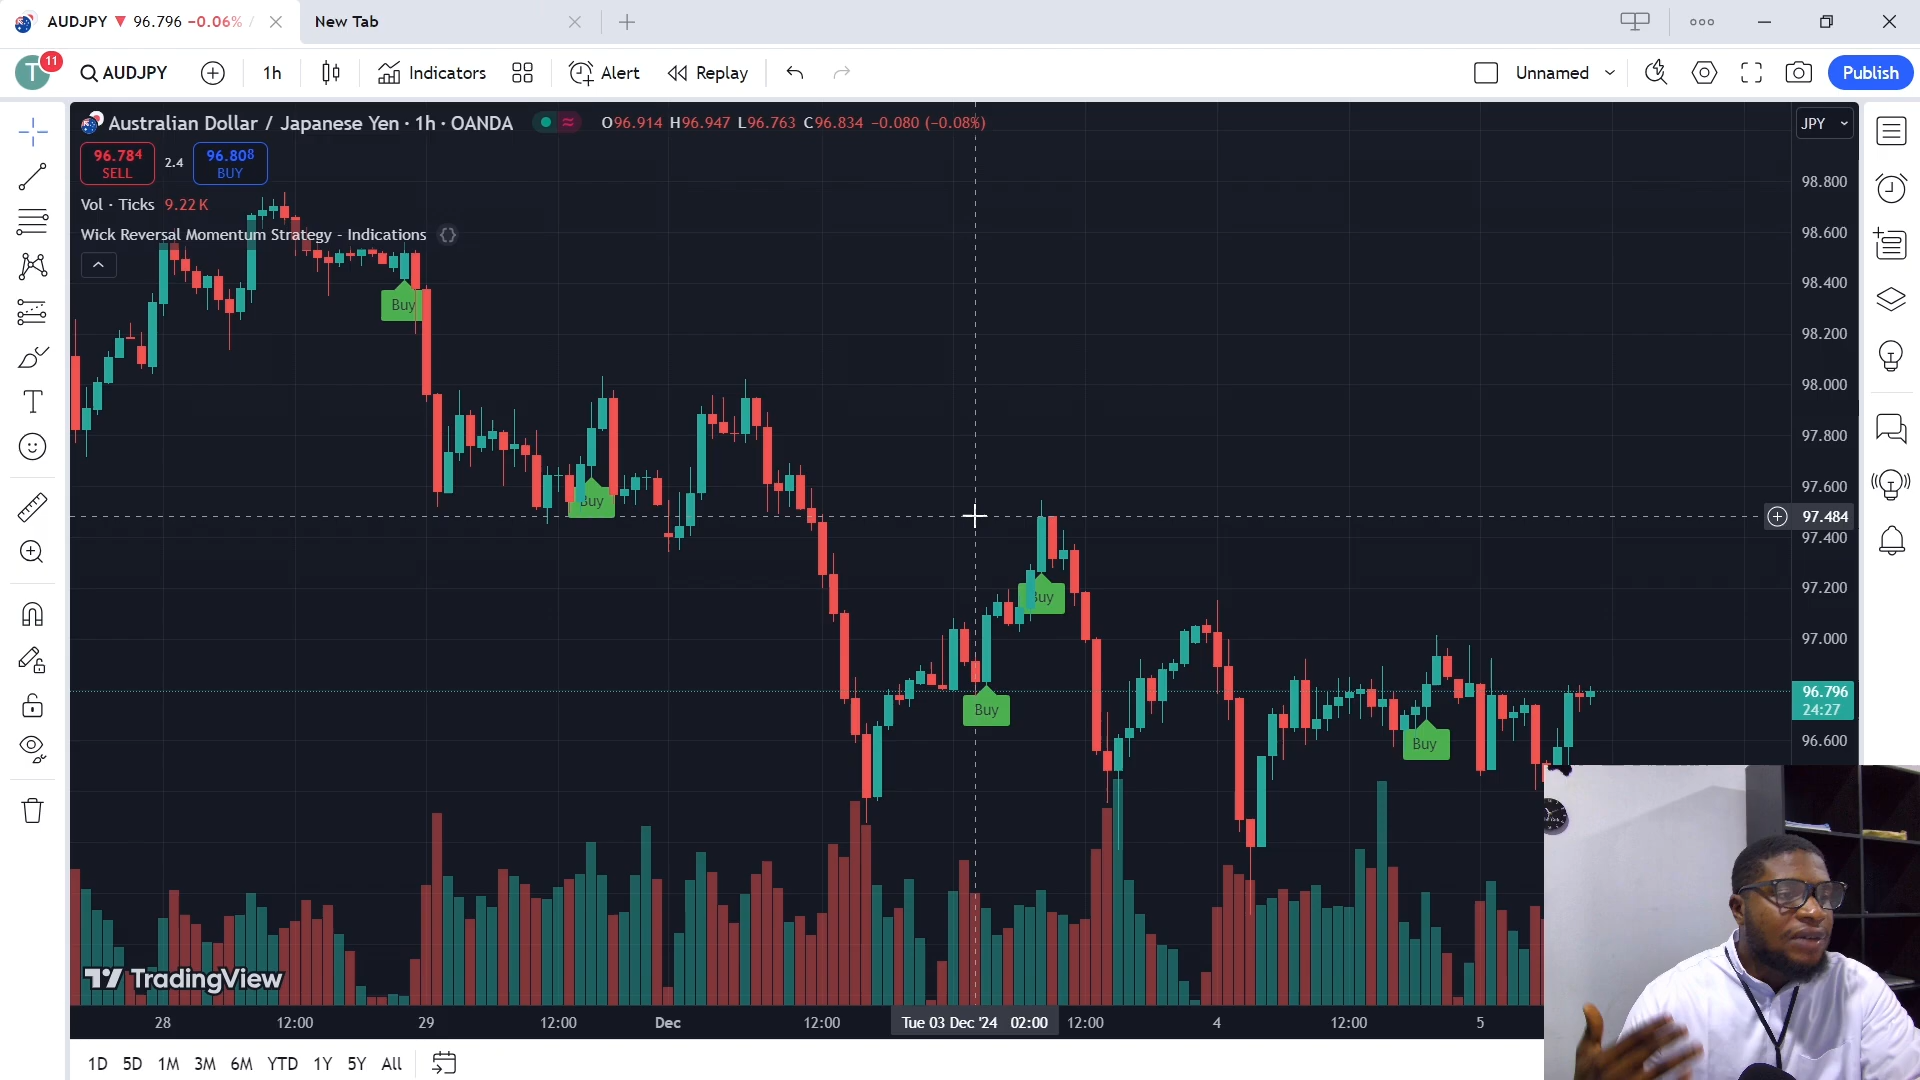 AUDJPY ▼ 96.796 −0.06% /
New Tab
T 11 AUDJPY 1h Indicators Alert Replay Unnamed Publish
Australian Dollar / Japanese Yen · 1h · OANDA O96.914 H96.947 L96.763 C96.834 −0.080 (−0.08%)
JPY
96.784 SELL
2.4
96.808 BUY
Vol · Ticks 9.22 K
Wick Reversal Momentum Strategy - Indications {}
98.800
98.600
98.400
98.200
98.000
97.800
97.600
97.484
97.400
97.200
97.000
96.796
24:27
96.600
Buy
Buy
Buy
Buy
Buy
TradingView
28 12:00 29 12:00 Dec 12:00 Tue 03 Dec '24 02:00 12:00 4 12:00 5
1D 5D 1M 3M 6M YTD 1Y 5Y All